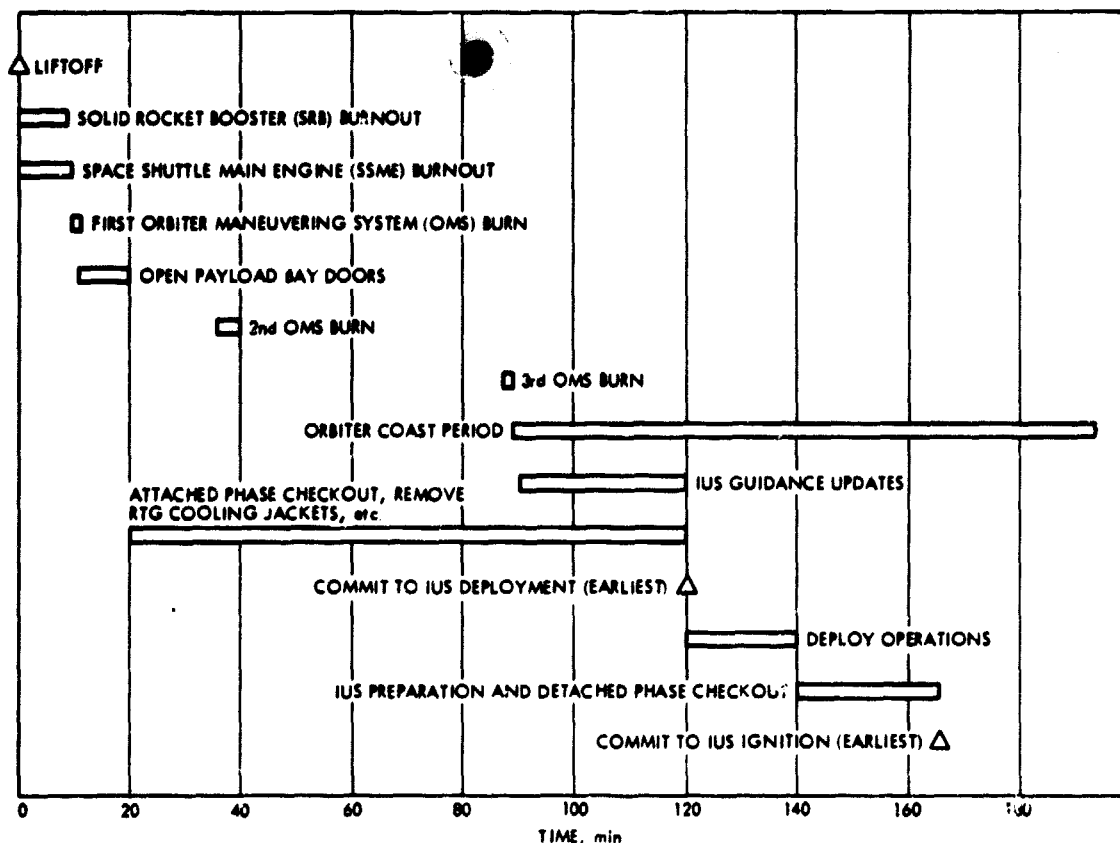 LIFTOFF
SOLID ROCKET BOOSTER (SRB) BURNOUT
SPACE SHUTTLE MAIN ENGINE (SSME) BURNOUT
FIRST ORBITER MANEUVERING SYSTEM (OMS) BURN
OPEN PAYLOAD BAY DOORS
2nd OMS BURN
3rd OMS BURN
ORBITER COAST PERIOD
IUS GUIDANCE UPDATES
ATTACHED PHASE CHECKOUT, REMOVE
RTG COOLING JACKETS, etc.
COMMIT TO IUS DEPLOYMENT (EARLIEST)
DEPLOY OPERATIONS
IUS PREPARATION AND DETACHED PHASE CHECKOUT
COMMIT TO IUS IGNITION (EARLIEST)
0 20 40 60 80 100 120 140 160 180
TIME, min